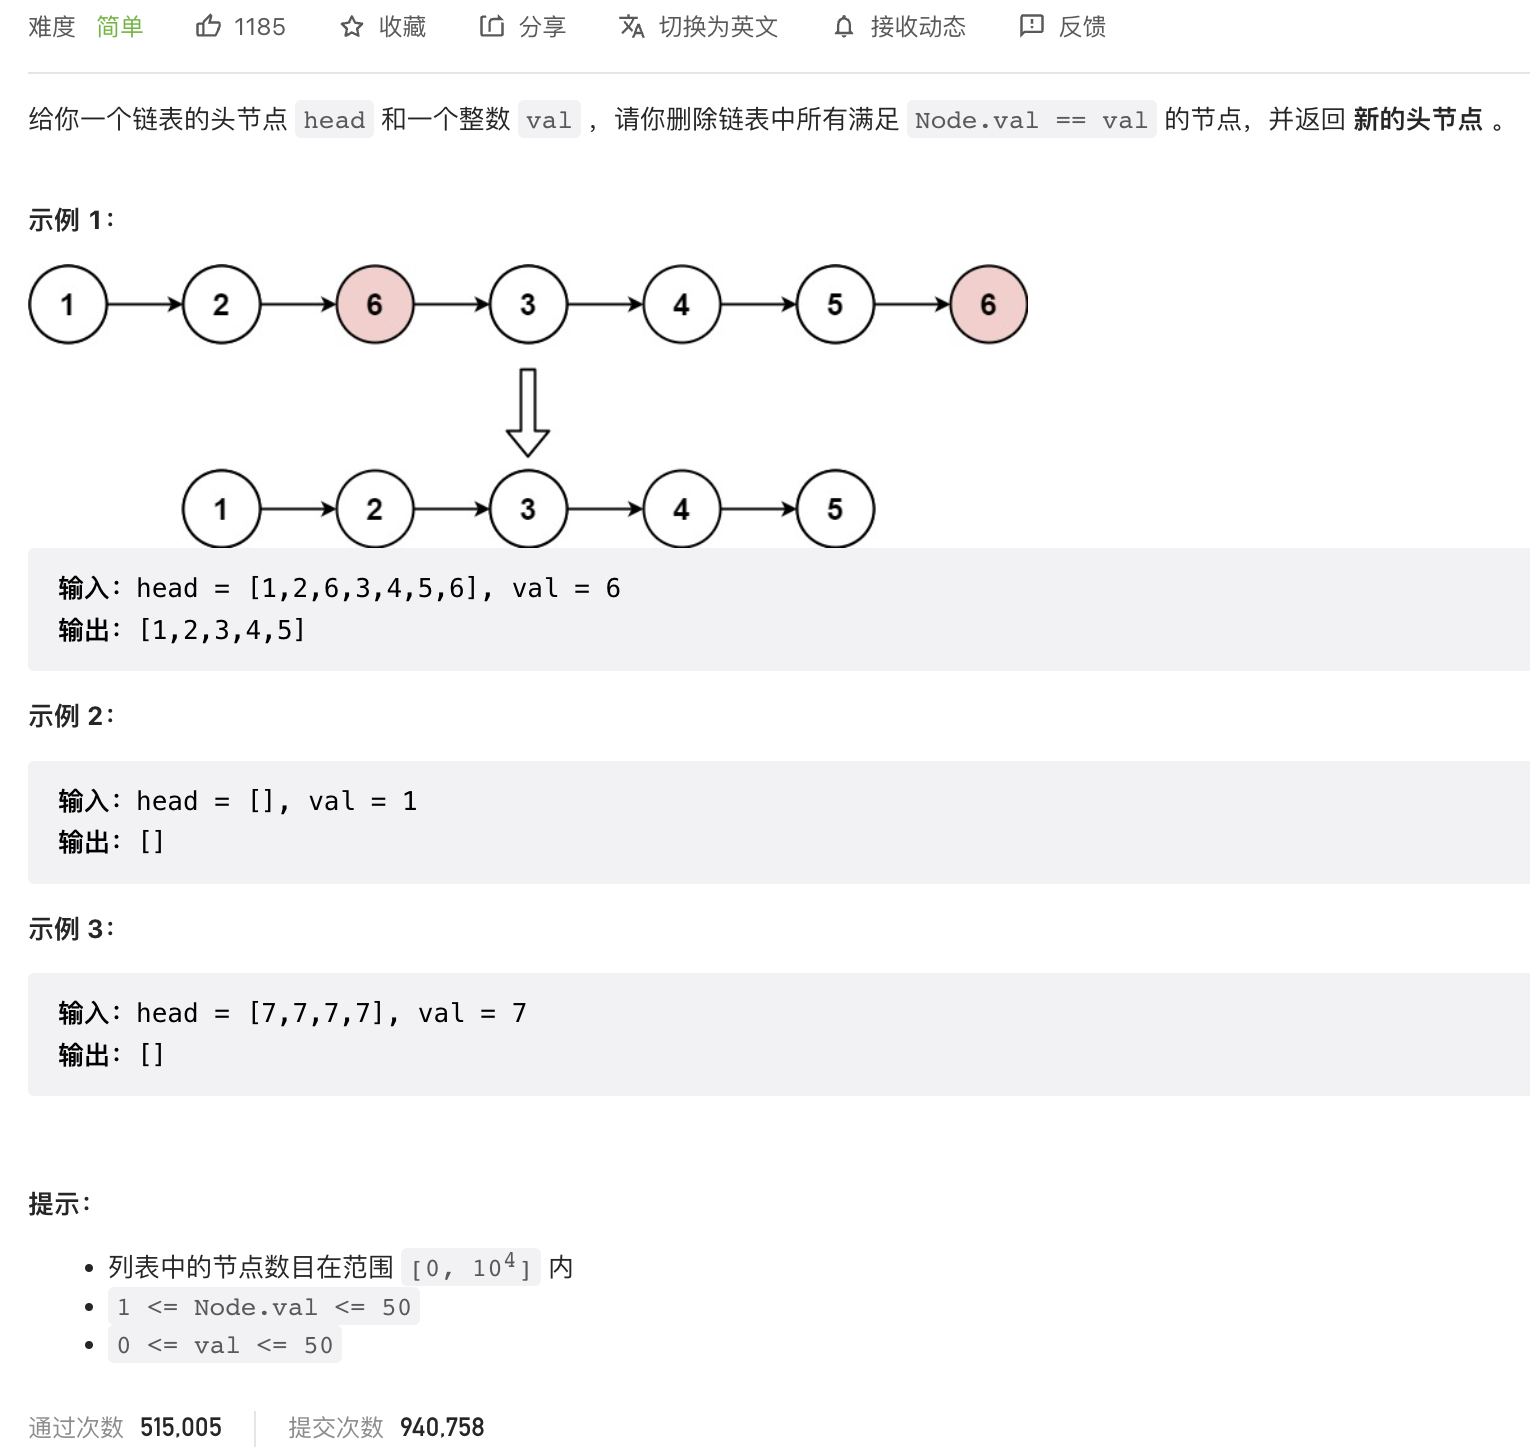 难度 简单 1185 收藏 分享 切换为英文 接收动态 反馈
给你一个链表的头节点 head 和一个整数 val ，请你删除链表中所有满足 Node.val == val 的节点，并返回 新的头节点 。
示例 1：
1 2 6 3 4 5 6
1 2 3 4 5
输入：head = [1,2,6,3,4,5,6], val = 6
输出：[1,2,3,4,5]
示例 2：
输入：head = [], val = 1
输出：[]
示例 3：
输入：head = [7,7,7,7], val = 7
输出：[]
提示：
列表中的节点数目在范围 [0, 10⁴] 内
1 <= Node.val <= 50
0 <= val <= 50
通过次数 515,005 提交次数 940,758